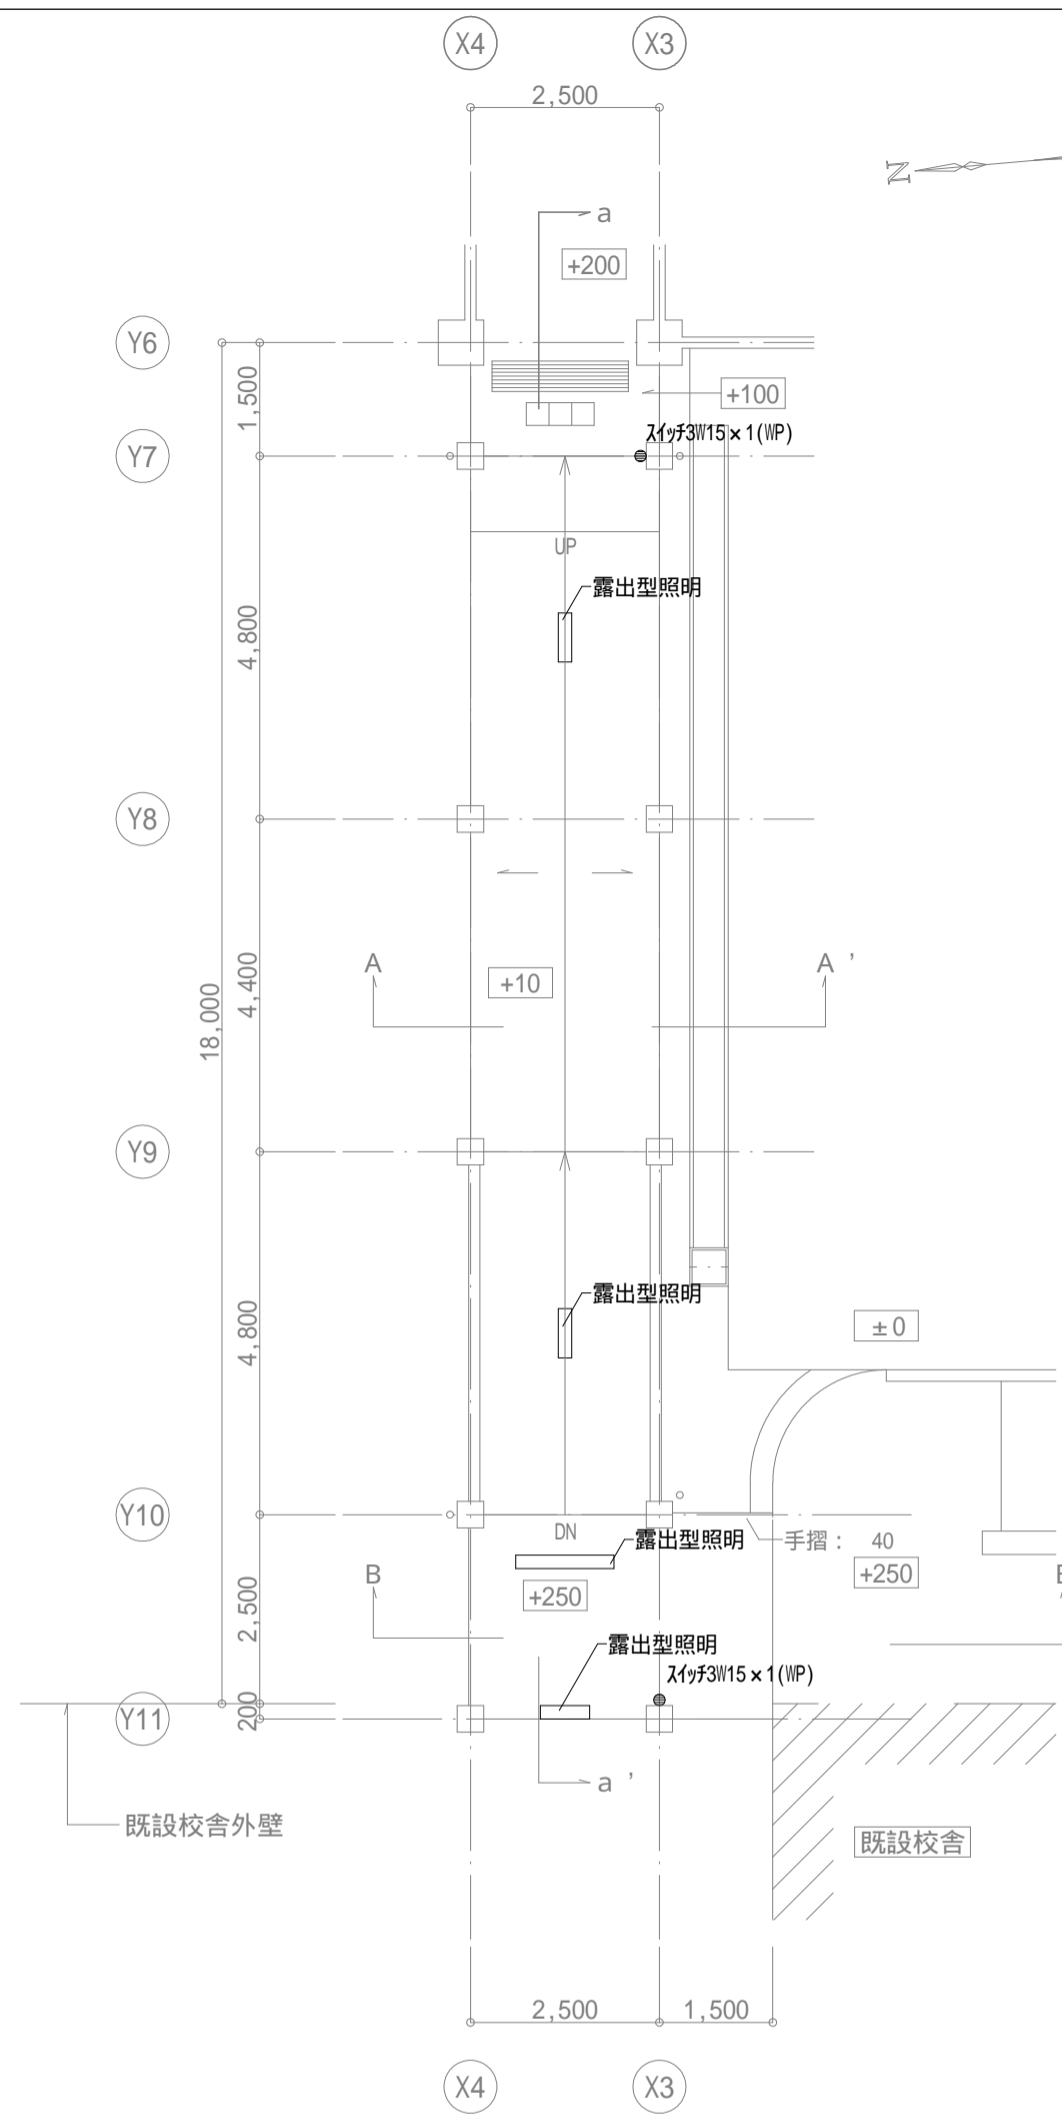 X4
X3
2,500
N
a
+200
Y6
1,500
+100
スイッチ3W15×1(WP)
Y7
UP
露出型照明
4,800
Y8
A
A '
+10
4,400
18,000
Y9
露出型照明
±0
4,800
Y10
DN
露出型照明
手摺： 40
+250
B
+250
2,500
露出型照明
スイッチ3W15×1(WP)
200
Y11
a '
既設校舎外壁
既設校舎
2,500
1,500
X4
X3